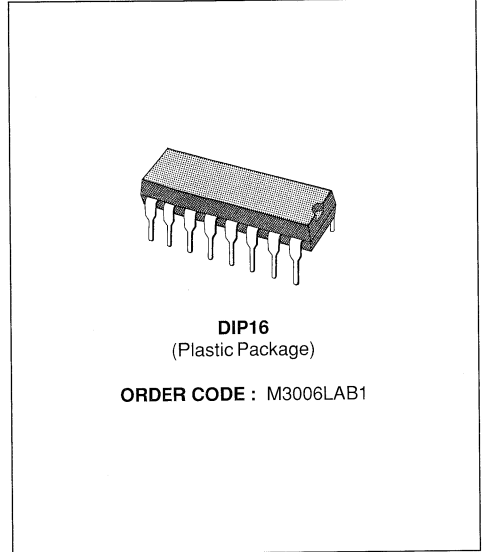 DIP16
(Plastic Package)
ORDER CODE : M3006LAB1